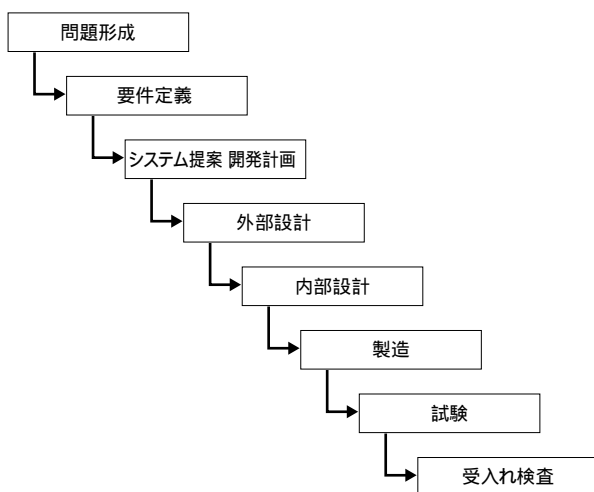 問題形成
要件定義
システム提案 開発計画
外部設計
内部設計
製造
試験
受入れ検査